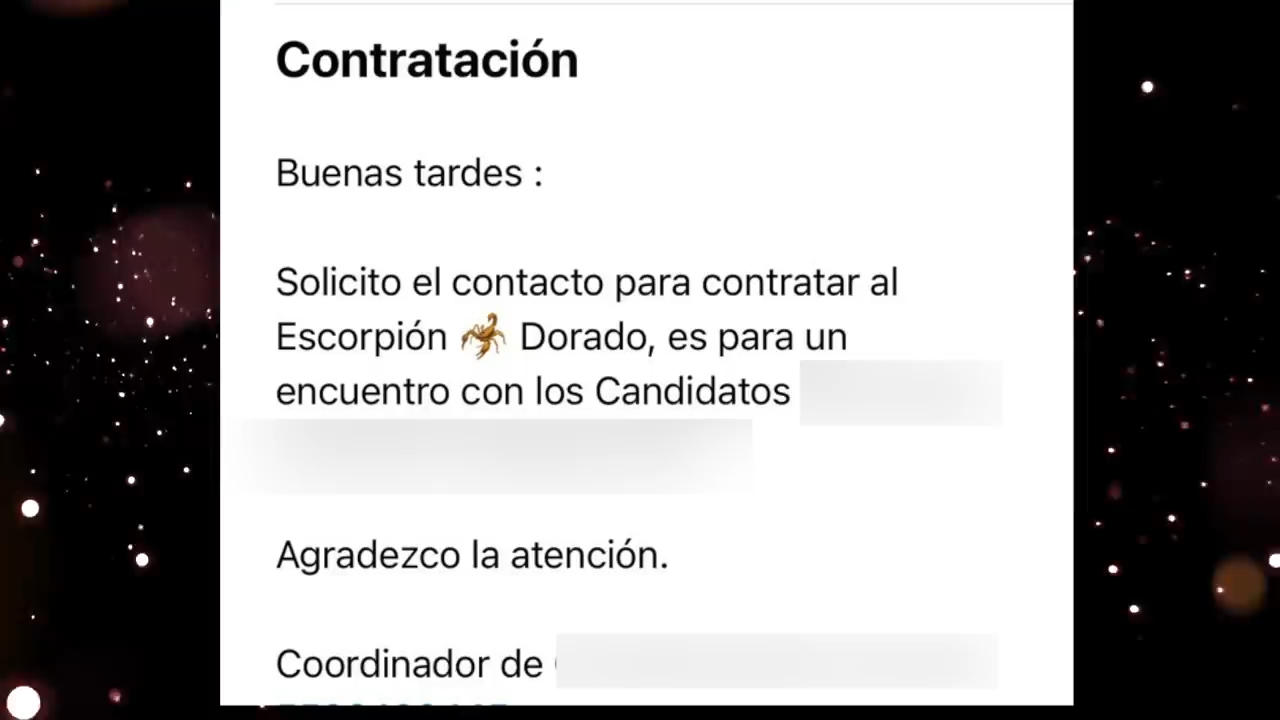 Contratación
Buenas tardes :
Solicito el contacto para contratar al
Escorpión 🦂 Dorado, es para un
encuentro con los Candidatos
Agradezco la atención.
Coordinador de